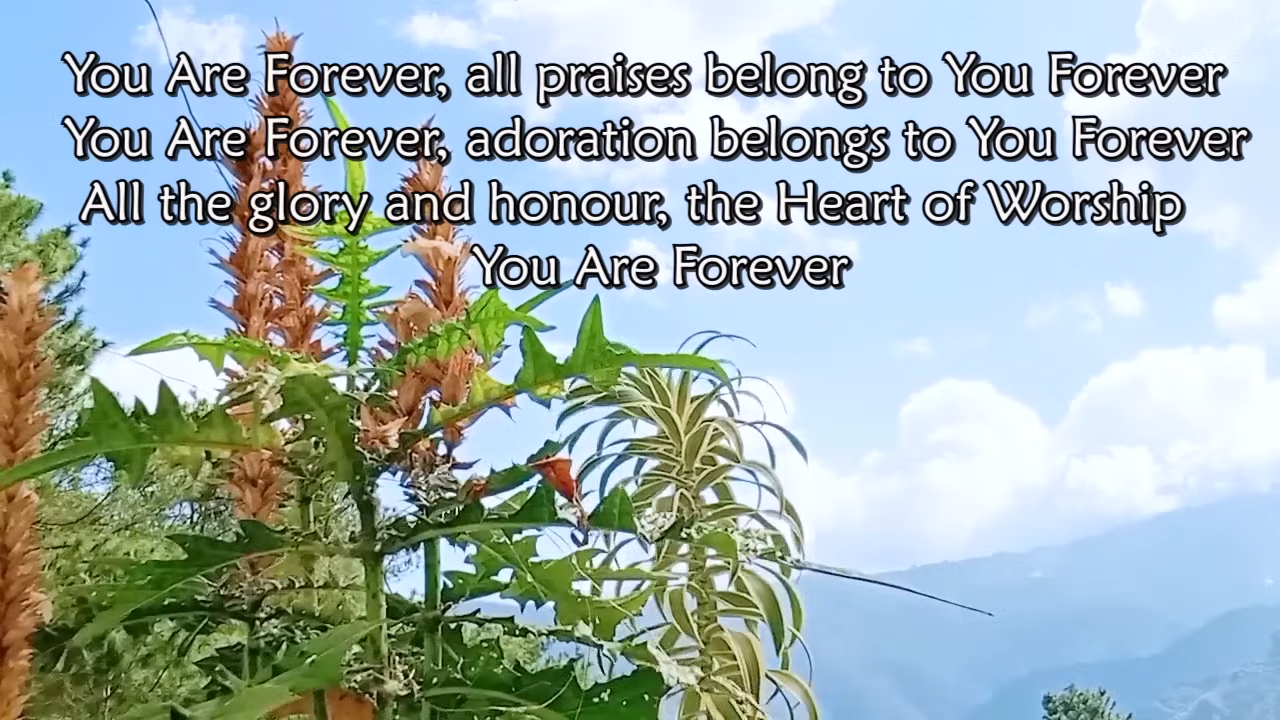 You Are Forever, all praises belong to You Forever
You Are Forever, adoration belongs to You Forever
All the glory and honour, the Heart of Worship
You Are Forever